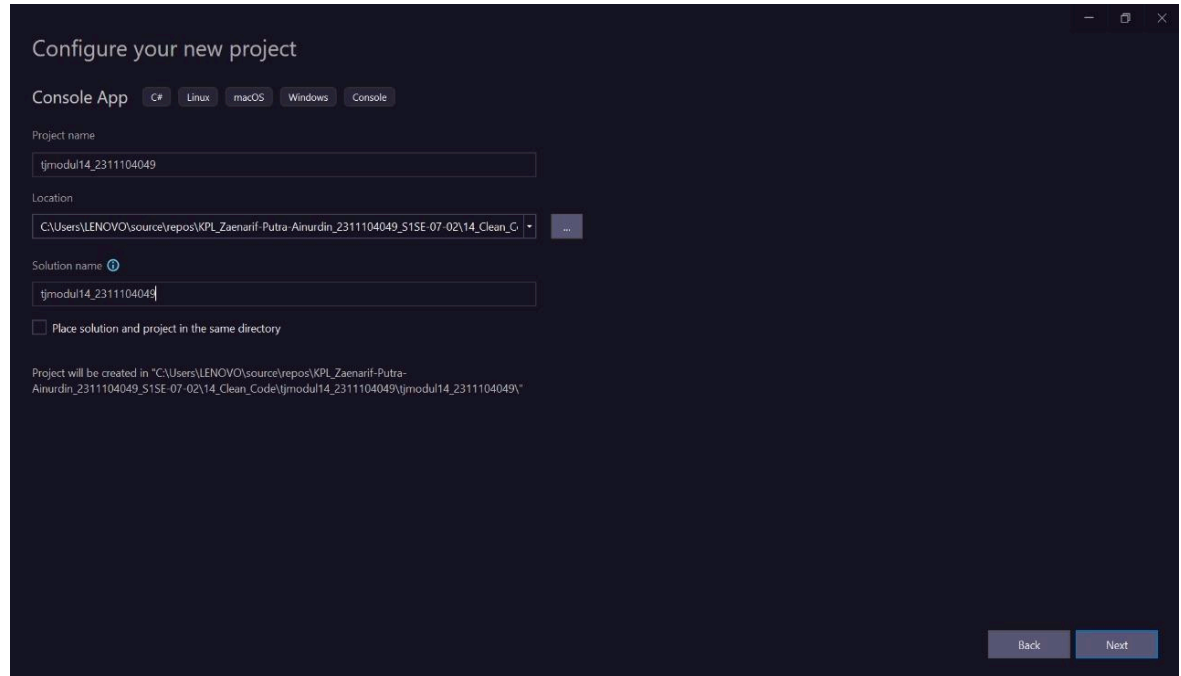 Configure your new project
Console App C# Linux macOS Windows Console
Project name
tjmodul14_2311104049
Location
C:\Users\LENOVO\source\repos\KPL_Zaenarif-Putra-Ainurdin_2311104049_S1SE-07-02\14_Clean_C
...
Solution name
tjmodul14_2311104049
Place solution and project in the same directory
Project will be created in "C:\Users\LENOVO\source\repos\KPL_Zaenarif-Putra-
Ainurdin_2311104049_S1SE-07-02\14_Clean_Code\tjmodul14_2311104049\tjmodul14_2311104049\"
Back Next